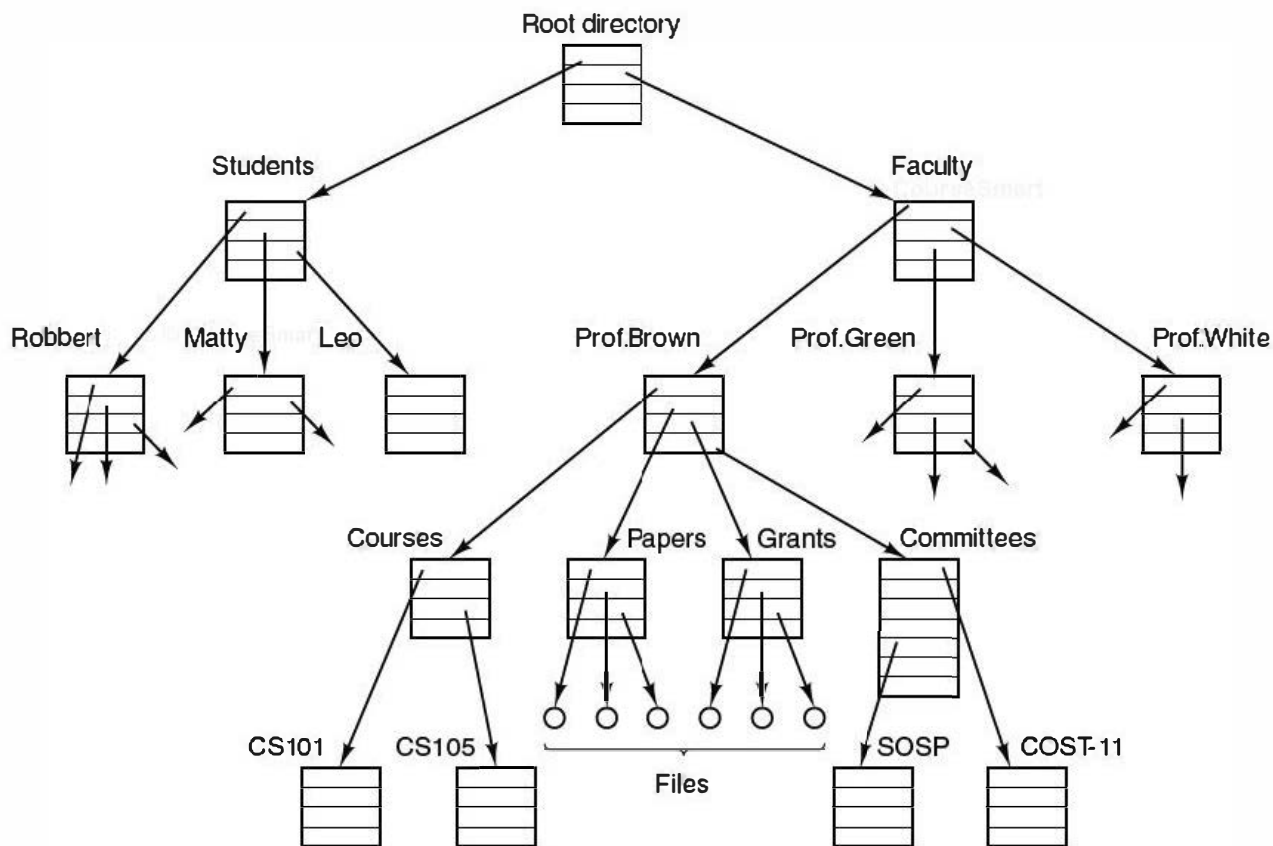 Root directory
Students
Faculty
Robbert
Matty
Leo
Prof.Brown
Prof.Green
Prof.White
Courses
Papers
Grants
Committees
CS101
CS105
Files
SOSP
COST-11